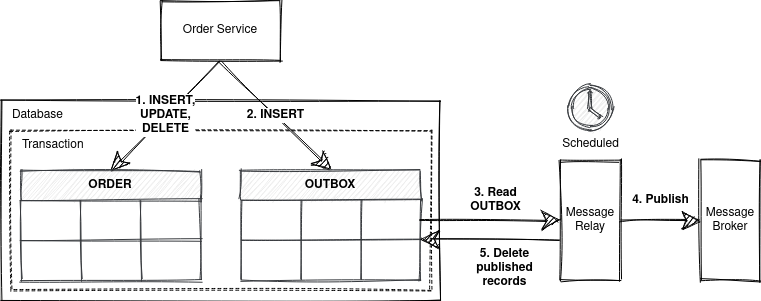 Order Service
1. INSERT,
UPDATE,
DELETE
2. INSERT
Database
Transaction
ORDER
OUTBOX
Scheduled
3. Read
OUTBOX
Message
Relay
4. Publish
Message
Broker
5. Delete
published
records